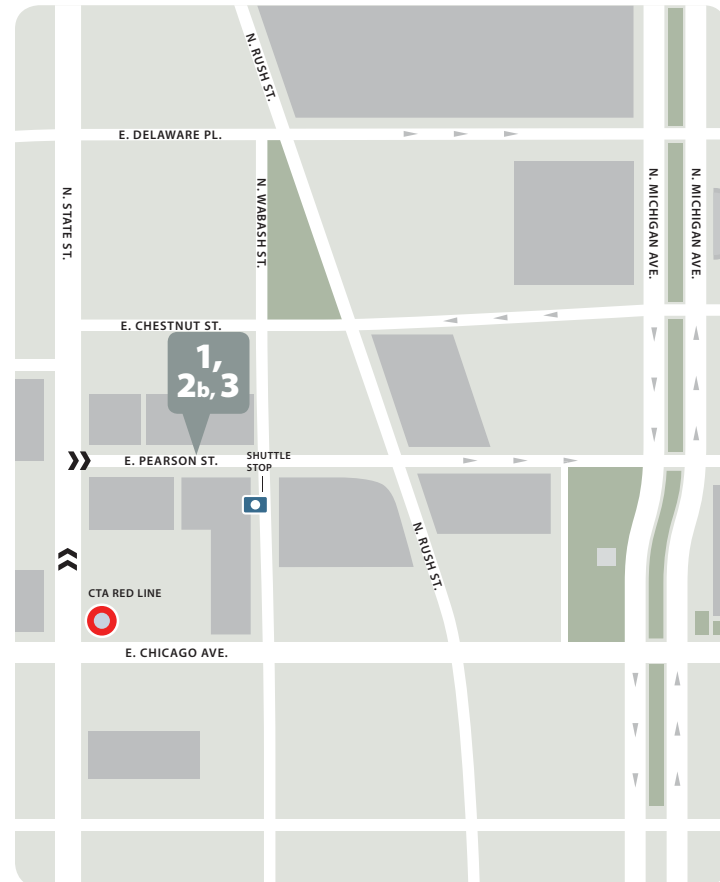 N. RUSH ST.
E. DELAWARE PL.
N. STATE ST.
N. WABASH ST.
N. MICHIGAN AVE.
N. MICHIGAN AVE.
E. CHESTNUT ST.
1,
2b, 3
E. PEARSON ST.
SHUTTLE
STOP
N. RUSH ST.
CTA RED LINE
E. CHICAGO AVE.